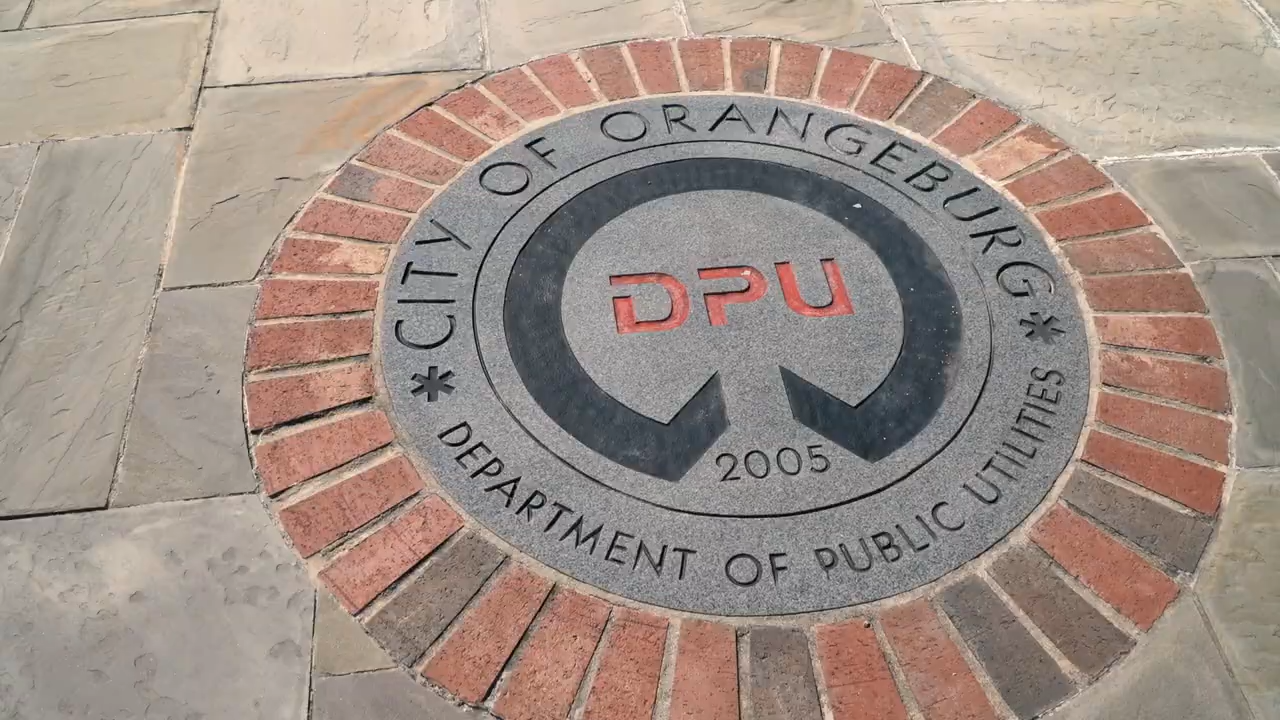 CITY OF ORANGEBURG
DPU
2005
* DEPARTMENT OF PUBLIC UTILITIES *